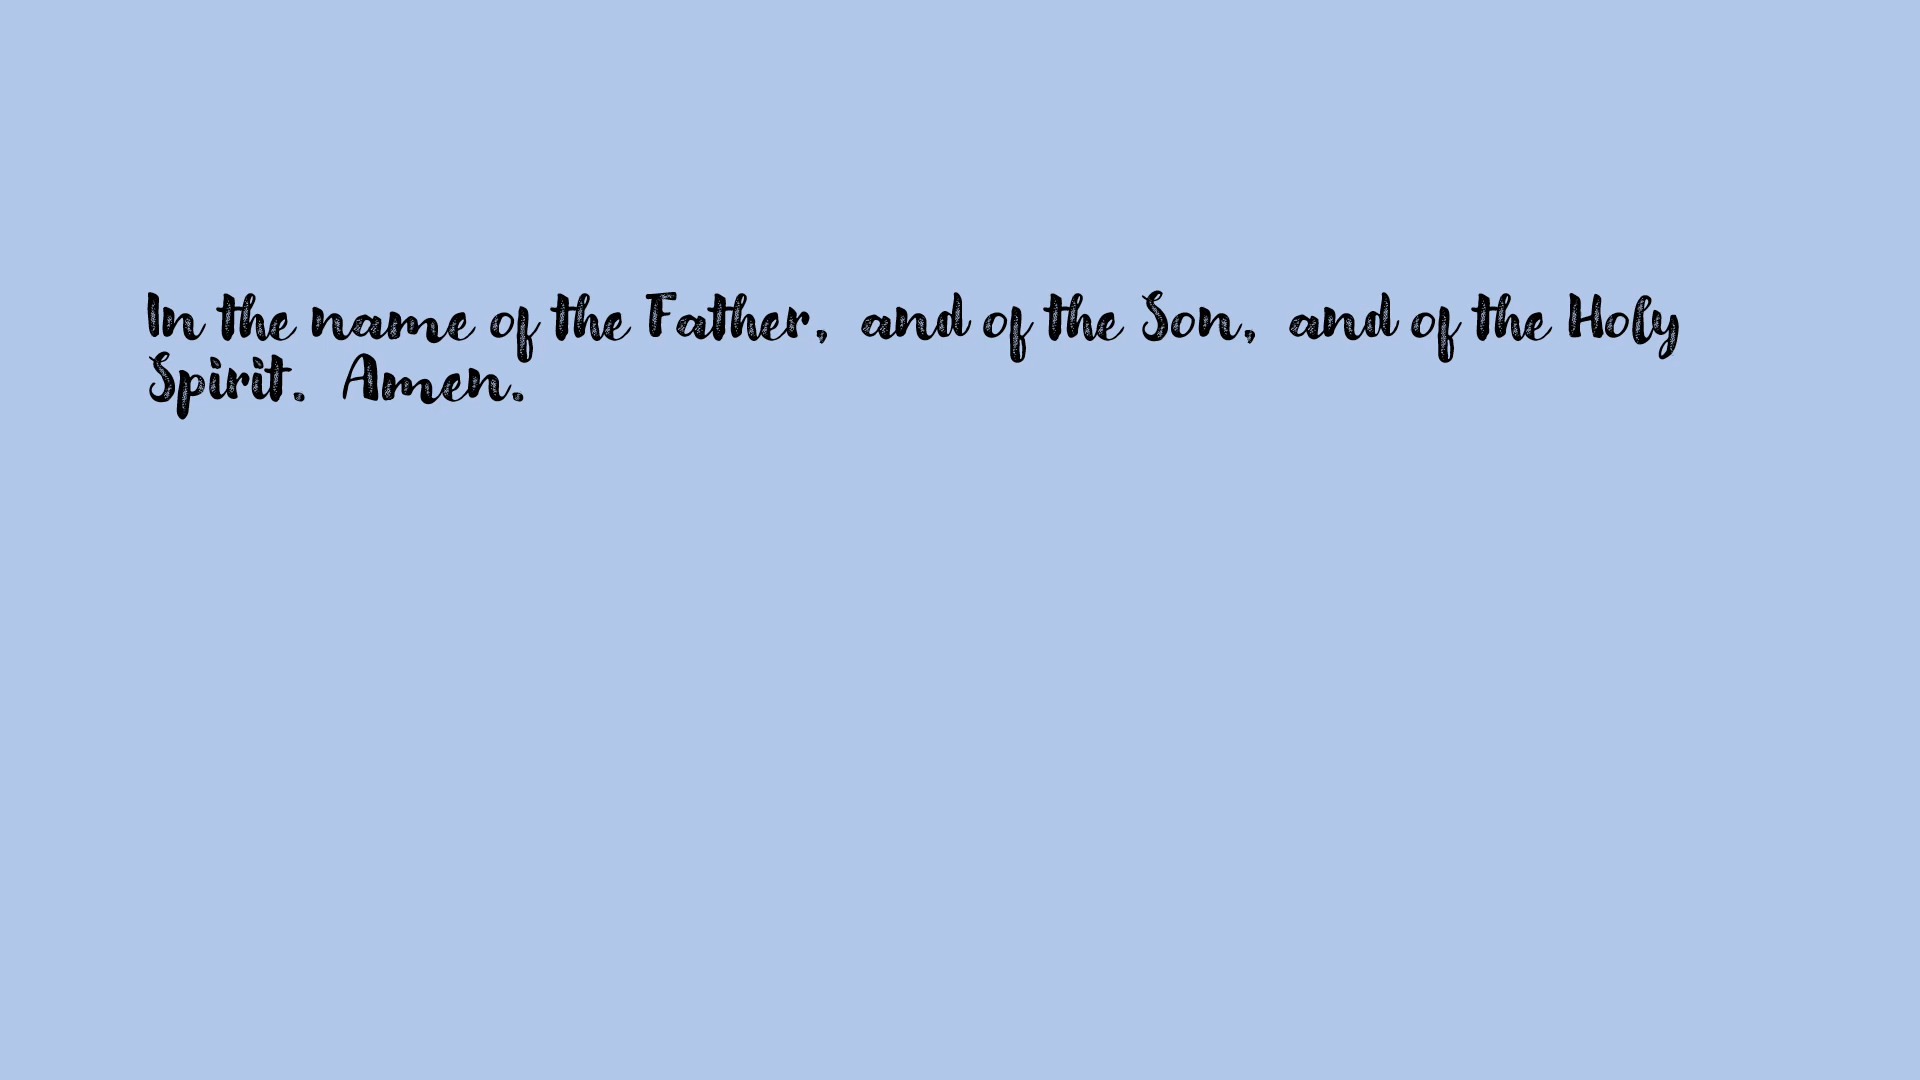 In the name of the Father, and of the Son, and of the Holy
Spirit. Amen.